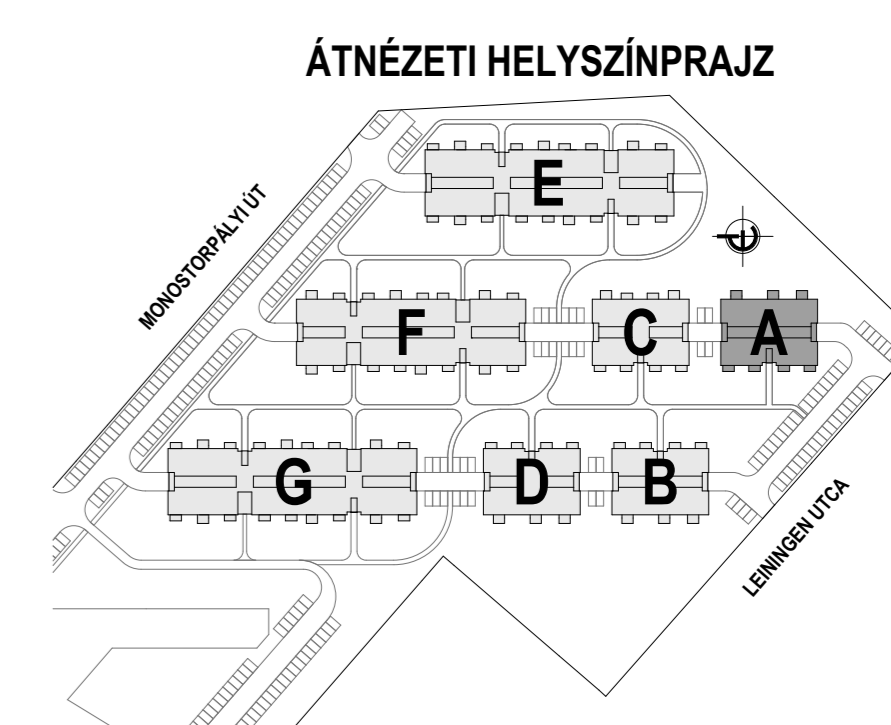 ÁTNÉZETI HELYSZÍNPRAJZ
E
MONOSTORPÁLYI ÚT
F
C
A
G
D
B
LEININGEN UTCA